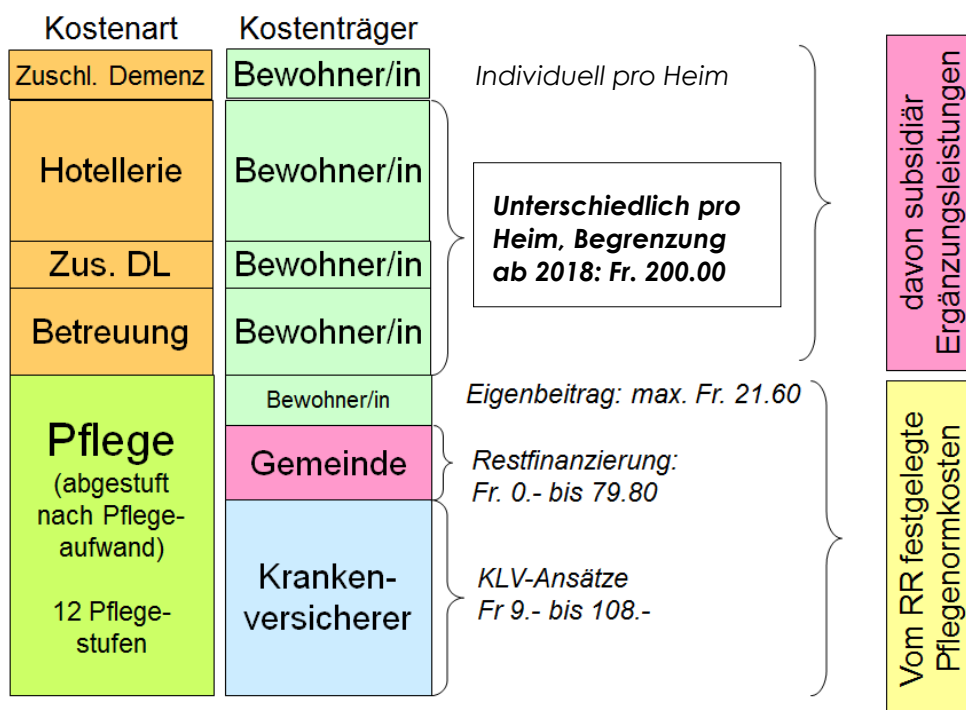 Kostenart
Kostenträger
Zuschl. Demenz
Bewohner/in
Individuell pro Heim
Hotellerie
Bewohner/in
Unterschiedlich pro
Heim, Begrenzung
ab 2018: Fr. 200.00
Zus. DL
Bewohner/in
Betreuung
Bewohner/in
davon subsidiär
Ergänzungsleistungen
Pflege
(abgestuft
nach Pflege-
aufwand)
12 Pflege-
stufen
Bewohner/in
Eigenbeitrag: max. Fr. 21.60
Gemeinde
Restfinanzierung:
Fr. 0.- bis 79.80
Kranken-
versicherer
KLV-Ansätze
Fr 9.- bis 108.-
Vom RR festgelegte
Pflegenormkosten